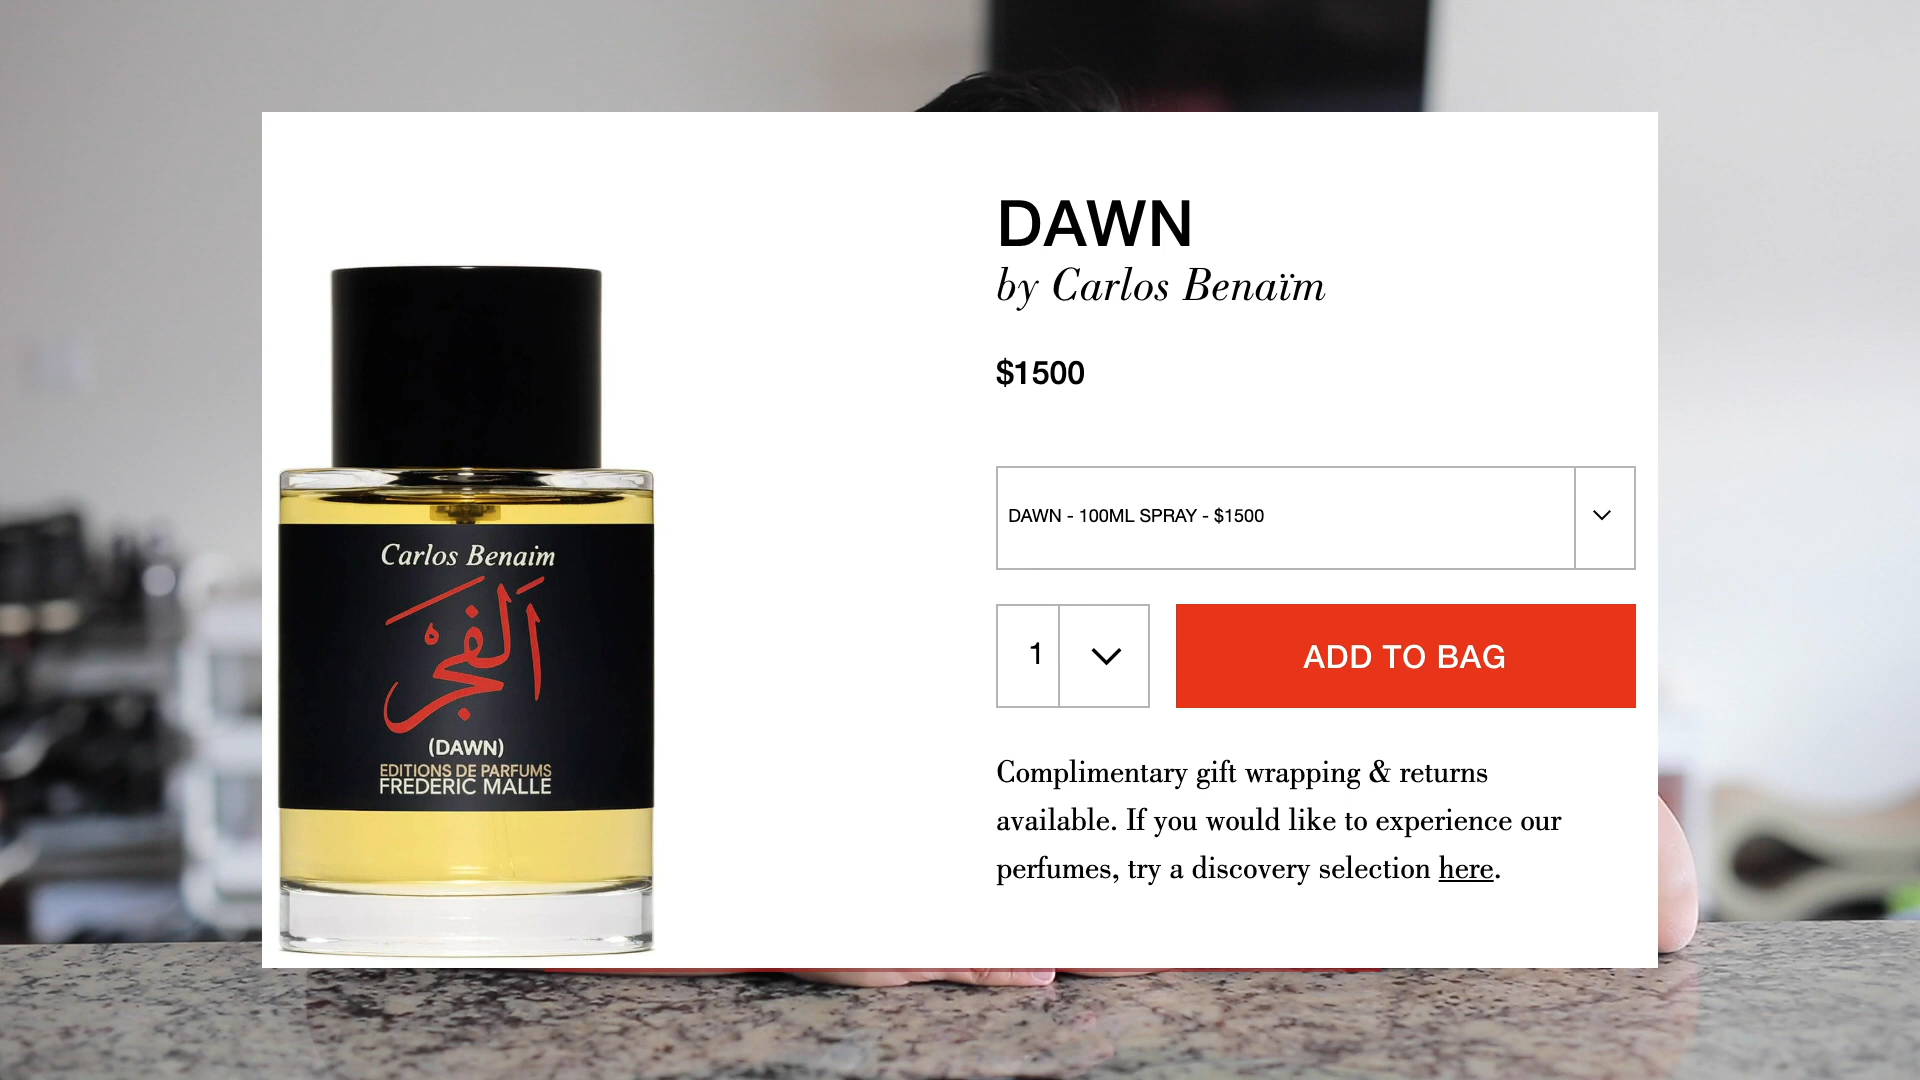 Carlos Benaim
اَلفَجْرُ
(DAWN)
EDITIONS DE PARFUMS
FREDERIC MALLE
DAWN
by Carlos Benaïm
$1500
DAWN - 100ML SPRAY - $1500
1
ADD TO BAG
Complimentary gift wrapping & returns
available. If you would like to experience our
perfumes, try a discovery selection here.